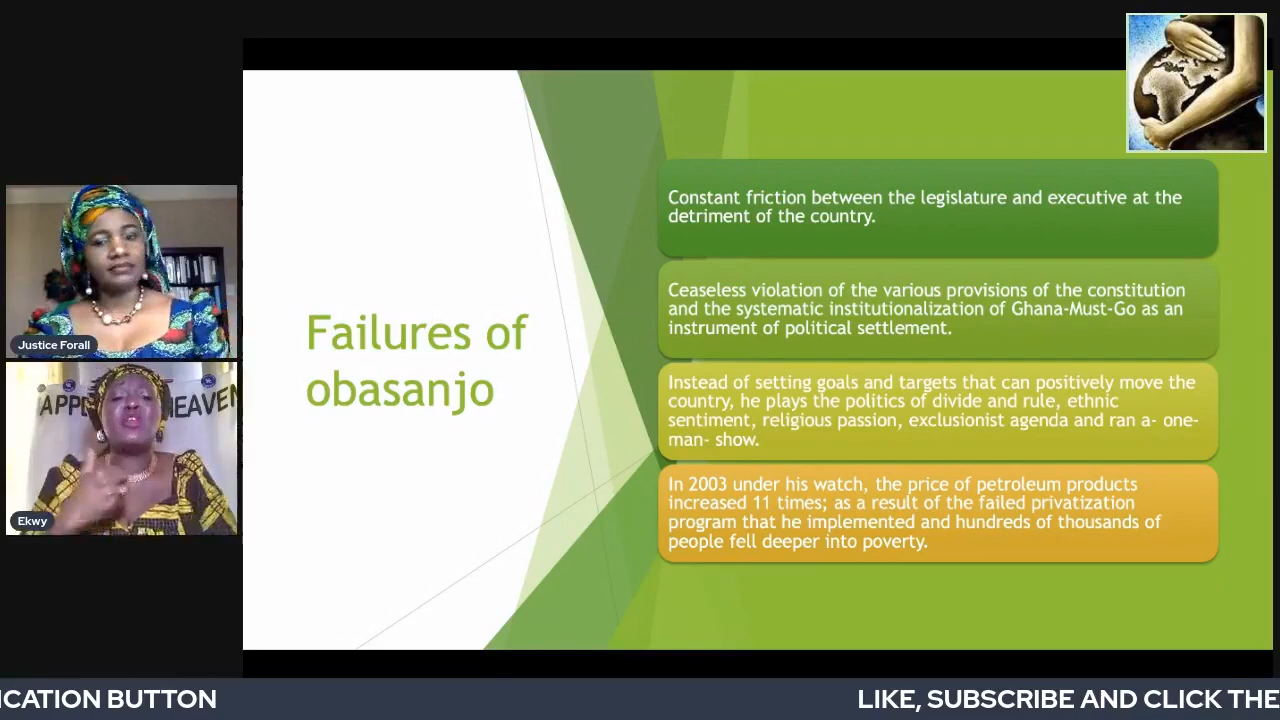 Failures of
obasanjo
Constant friction between the legislature and executive at the
detriment of the country.
Ceaseless violation of the various provisions of the constitution
and the systematic institutionalization of Ghana-Must-Go as an
instrument of political settlement.
Instead of setting goals and targets that can positively move the
country, he plays the politics of divide and rule, ethnic
sentiment, religious passion, exclusionist agenda and ran a- one-
man- show.
In 2003 under his watch, the price of petroleum products
increased 11 times; as a result of the failed privatization
program that he implemented and hundreds of thousands of
people fell deeper into poverty.
Justice Forall
Ekwy
ICATION BUTTON LIKE, SUBSCRIBE AND CLICK THE